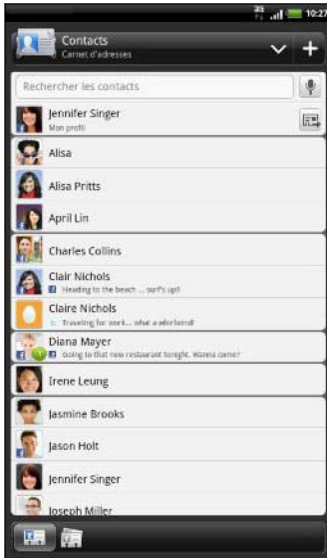 3G
10:27
Contacts
Carnet d'adresses
Rechercher les contacts
Jennifer Singer
Mon profil
Alisa
Alisa Pritts
April Lin
Charles Collins
Clair Nichols
Heading to the beach ... surf's up!!
Claire Nichols
Traveling for work... what a whirlwind!
Diana Mayer
Going to that new restaurant tonight. Wanna come?
Irene Leung
Jasmine Brooks
Jason Holt
Jennifer Singer
Joseph Miller